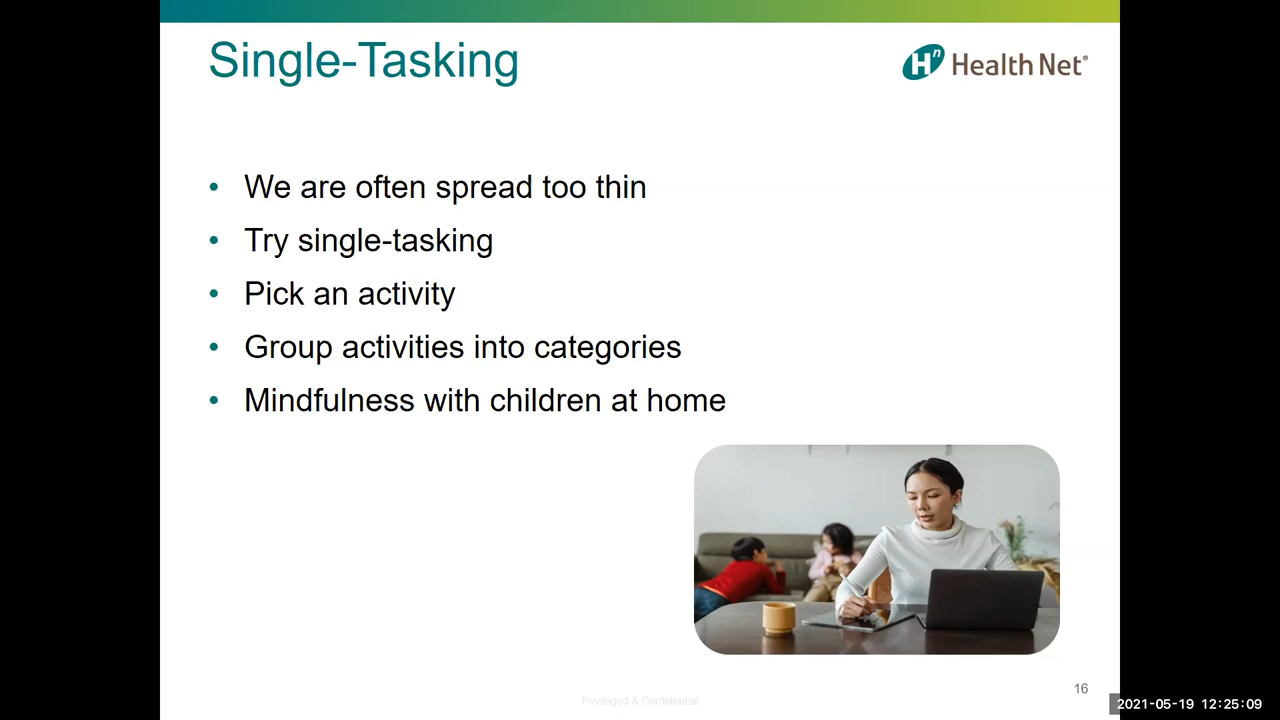 Single-Tasking
Hn Health Net®
• We are often spread too thin
• Try single-tasking
• Pick an activity
• Group activities into categories
• Mindfulness with children at home
Privileged & Confidential
16
2021-05-19 12:25:09